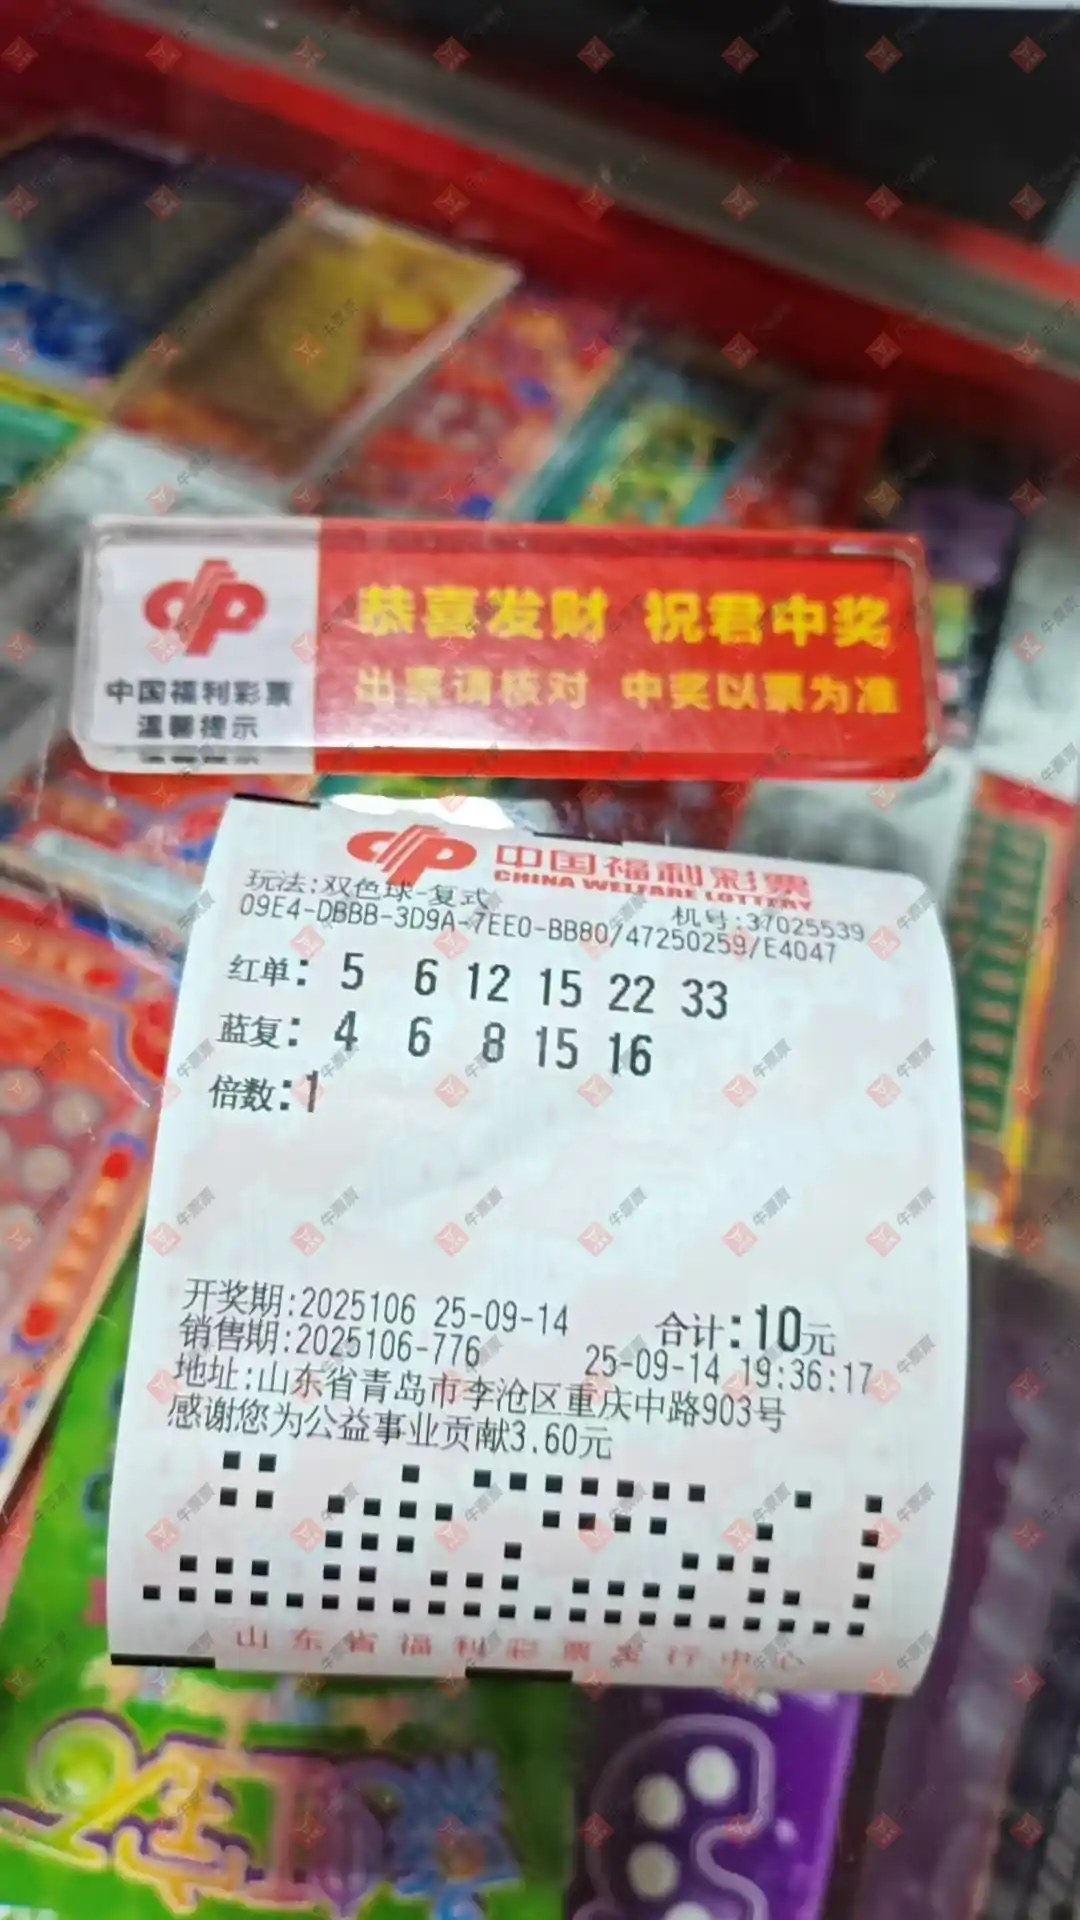 恭喜发财 祝君中奖
出票请核对 中奖以票为准
中国福利彩票
温馨提示
中国福利彩票
CHINA WELFARE LOTTERY
玩法:双色球-复式
机号:37025539
09E4-DBBB-3D9A-7EE0-BB80/47250259/E4047
红单: 5 6 12 15 22 33
蓝复: 4 6 8 15 16
倍数:1
开奖期:2025106 25-09-14
合计:10元
销售期:2025106-776
25-09-14 19:36:17
地址:山东省青岛市李沧区重庆中路903号
感谢您为公益事业贡献3.60元
山东省福利彩票发行中心
牛票票